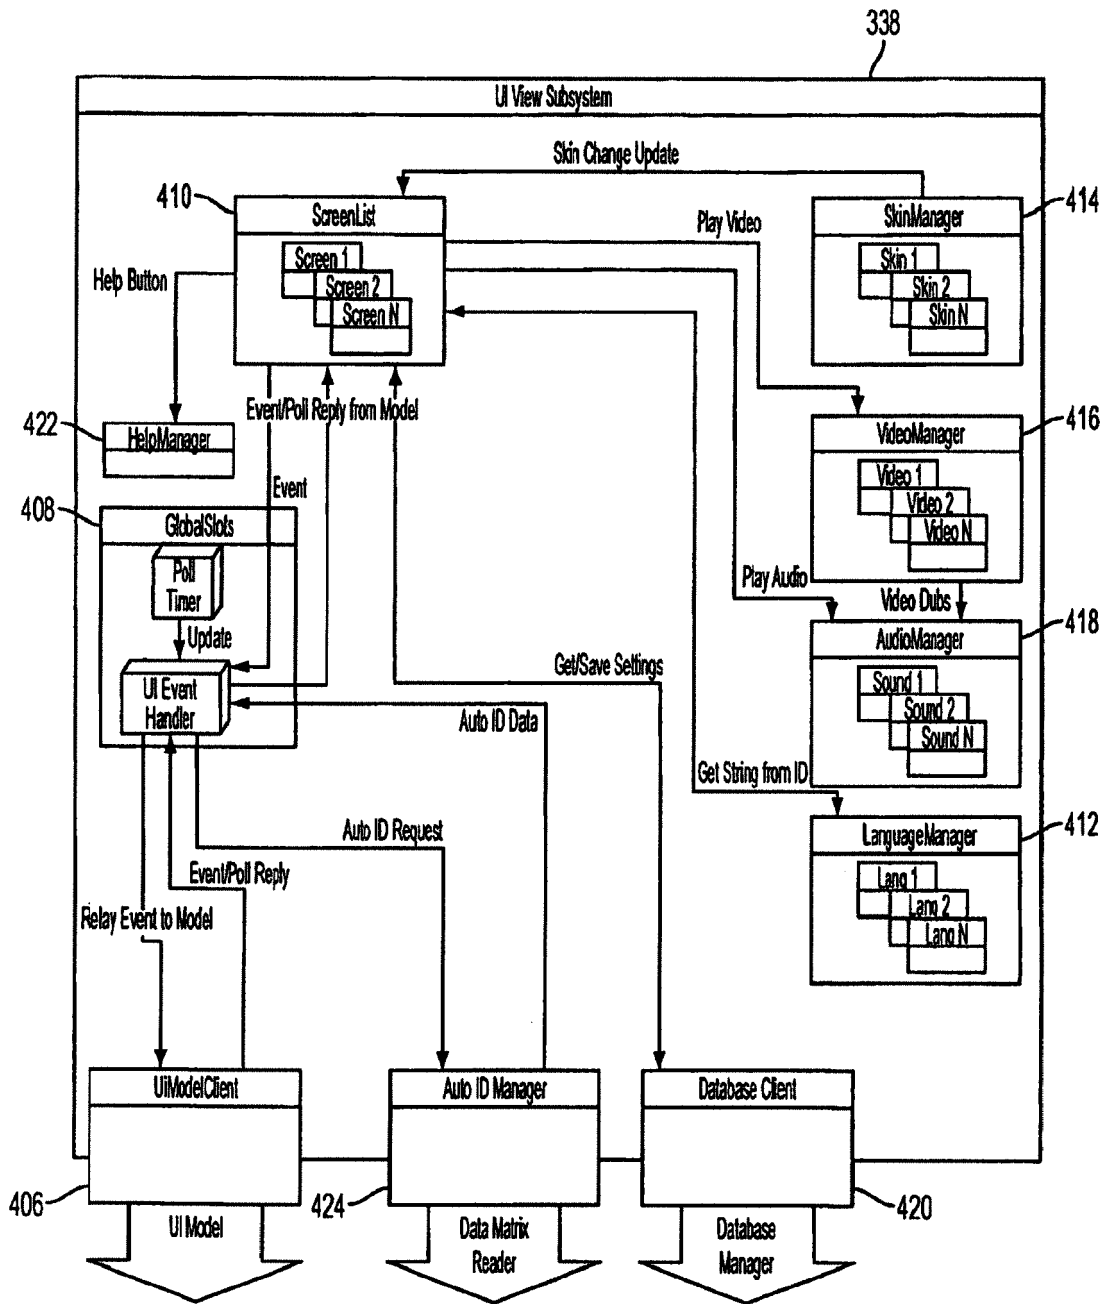 338
UI View Subsystem
Skin Change Update
410
ScreenList
Screen 1
Screen 2
Screen N
Play Video
414
SkinManager
Skin 1
Skin 2
Skin N
Help Button
Event/Poll Reply from Model
422
HelpManager
416
VideoManager
Video 1
Video 2
Video N
Event
408
GlobalSlots
Poll
Timer
Update
UI Event
Handler
Play Audio
Video Dubs
418
AudioManager
Sound 1
Sound 2
Sound N
Get/Save Settings
Auto ID Data
Get String from ID
412
LanguageManager
Lang 1
Lang 2
Lang N
Auto ID Request
Event/Poll Reply
Relay Event to Model
UiModelClient
Auto ID Manager
Database Client
406
424
420
UI Model
Data Matrix
Reader
Database
Manager